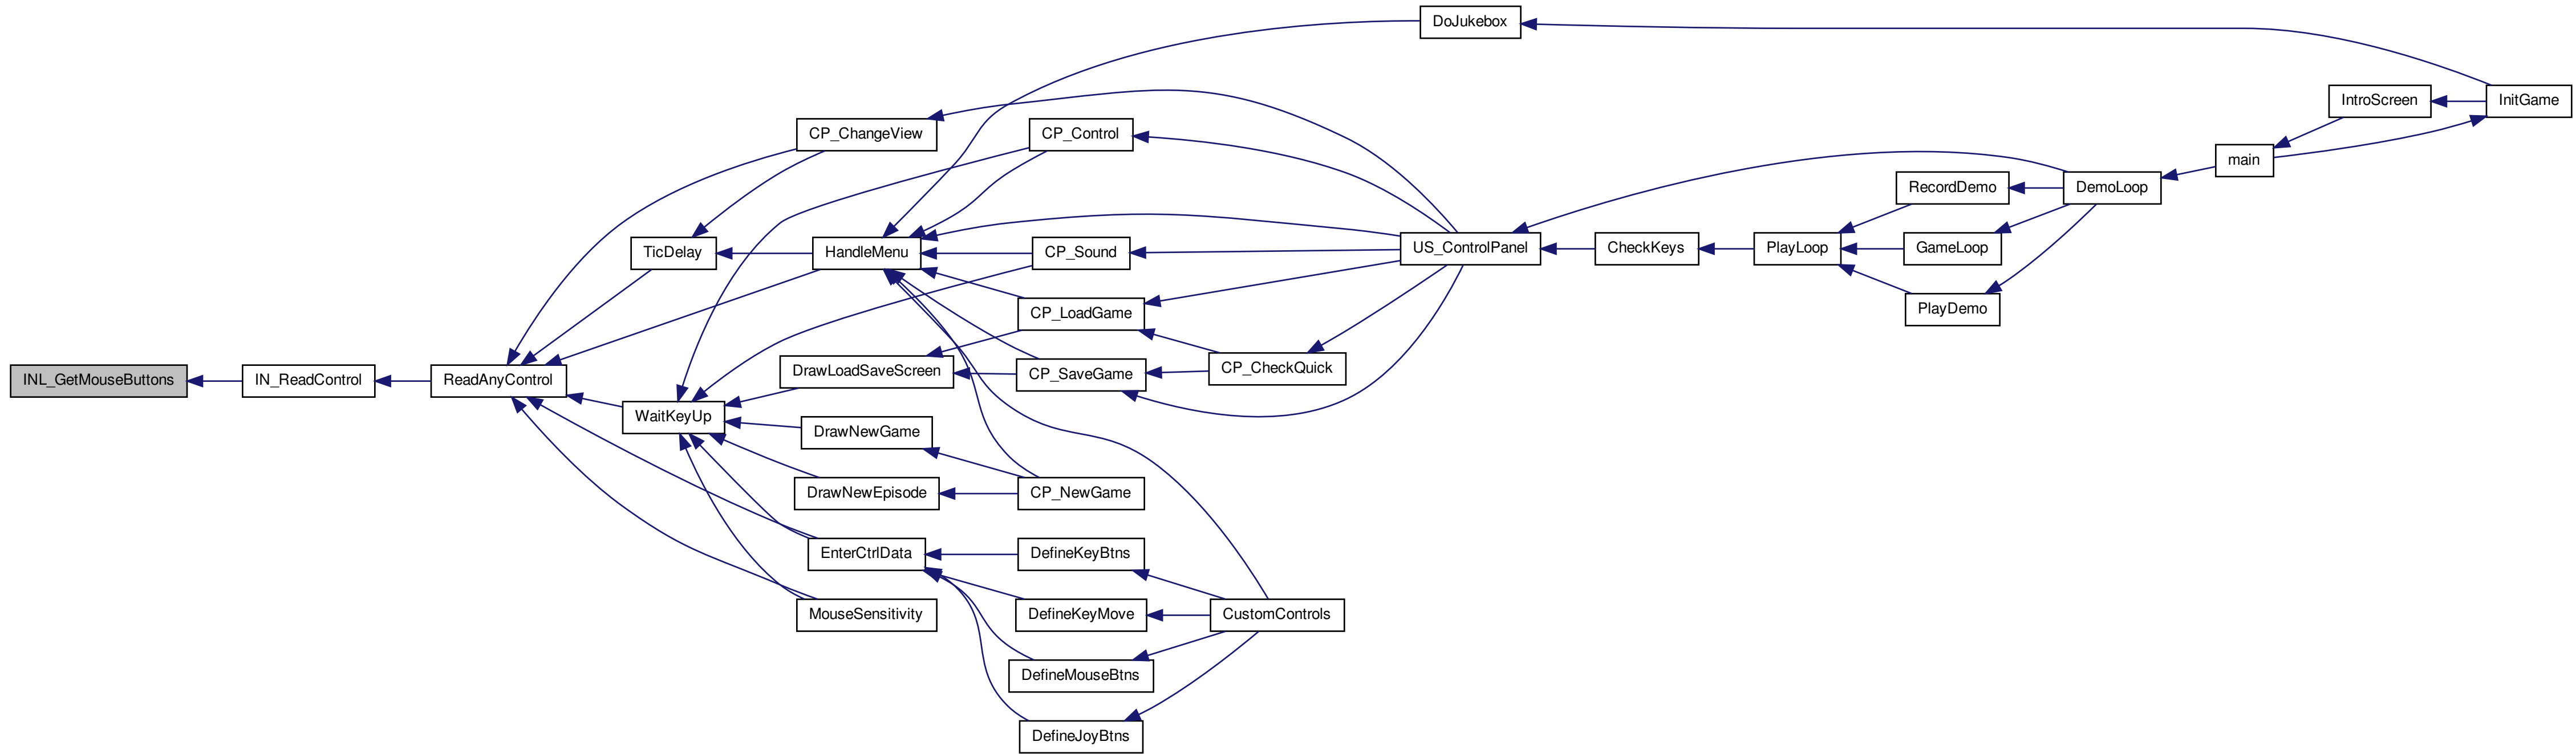 DoJukebox
IntroScreen
InitGame
CP_ChangeView
CP_Control
main
RecordDemo
DemoLoop
TicDelay
HandleMenu
CP_Sound
US_ControlPanel
CheckKeys
PlayLoop
GameLoop
CP_LoadGame
PlayDemo
INL_GetMouseButtons
IN_ReadControl
ReadAnyControl
DrawLoadSaveScreen
CP_SaveGame
CP_CheckQuick
WaitKeyUp
DrawNewGame
DrawNewEpisode
CP_NewGame
EnterCtrlData
DefineKeyBtns
MouseSensitivity
DefineKeyMove
CustomControls
DefineMouseBtns
DefineJoyBtns